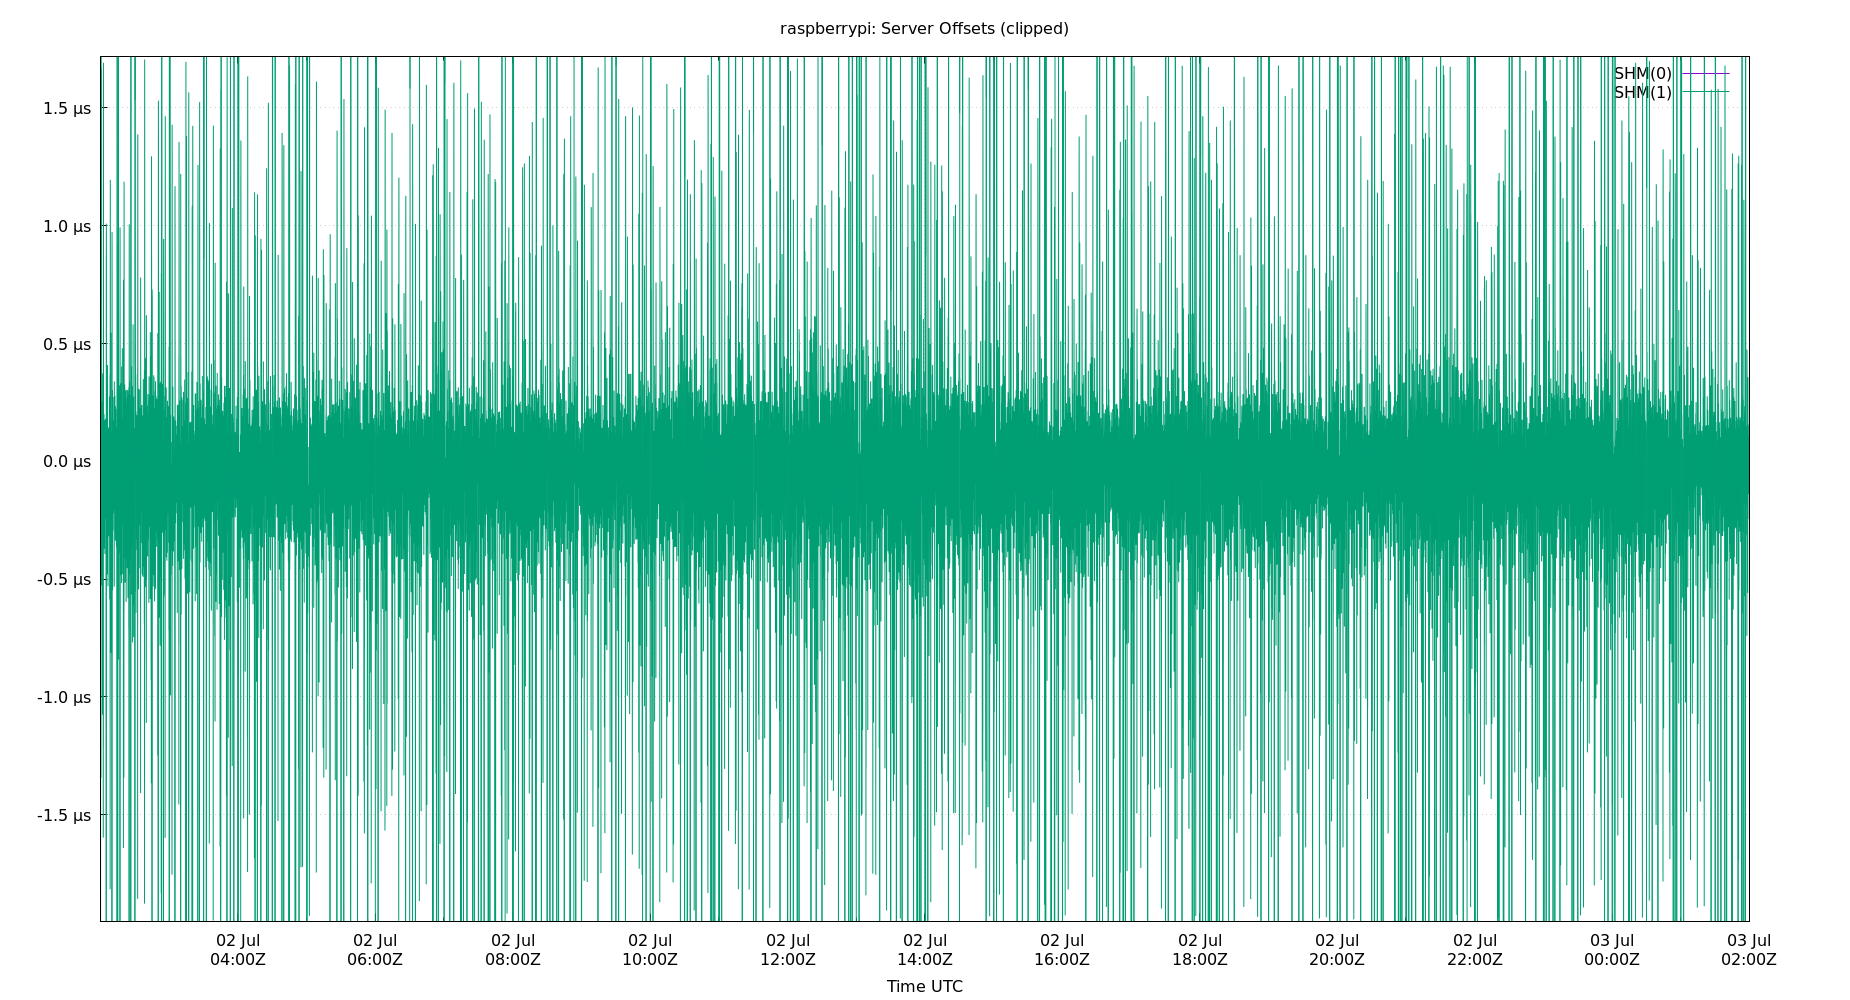 raspberrypi: Server Offsets (clipped)
SHM(0)
SHM(1)
1.5 µs
1.0 µs
0.5 µs
0.0 µs
-0.5 µs
-1.0 µs
-1.5 µs
02 Jul 02 Jul 02 Jul 02 Jul 02 Jul 02 Jul 02 Jul 02 Jul 02 Jul 02 Jul 03 Jul 03 Jul
04:00Z 06:00Z 08:00Z 10:00Z 12:00Z 14:00Z 16:00Z 18:00Z 20:00Z 22:00Z 00:00Z 02:00Z
Time UTC